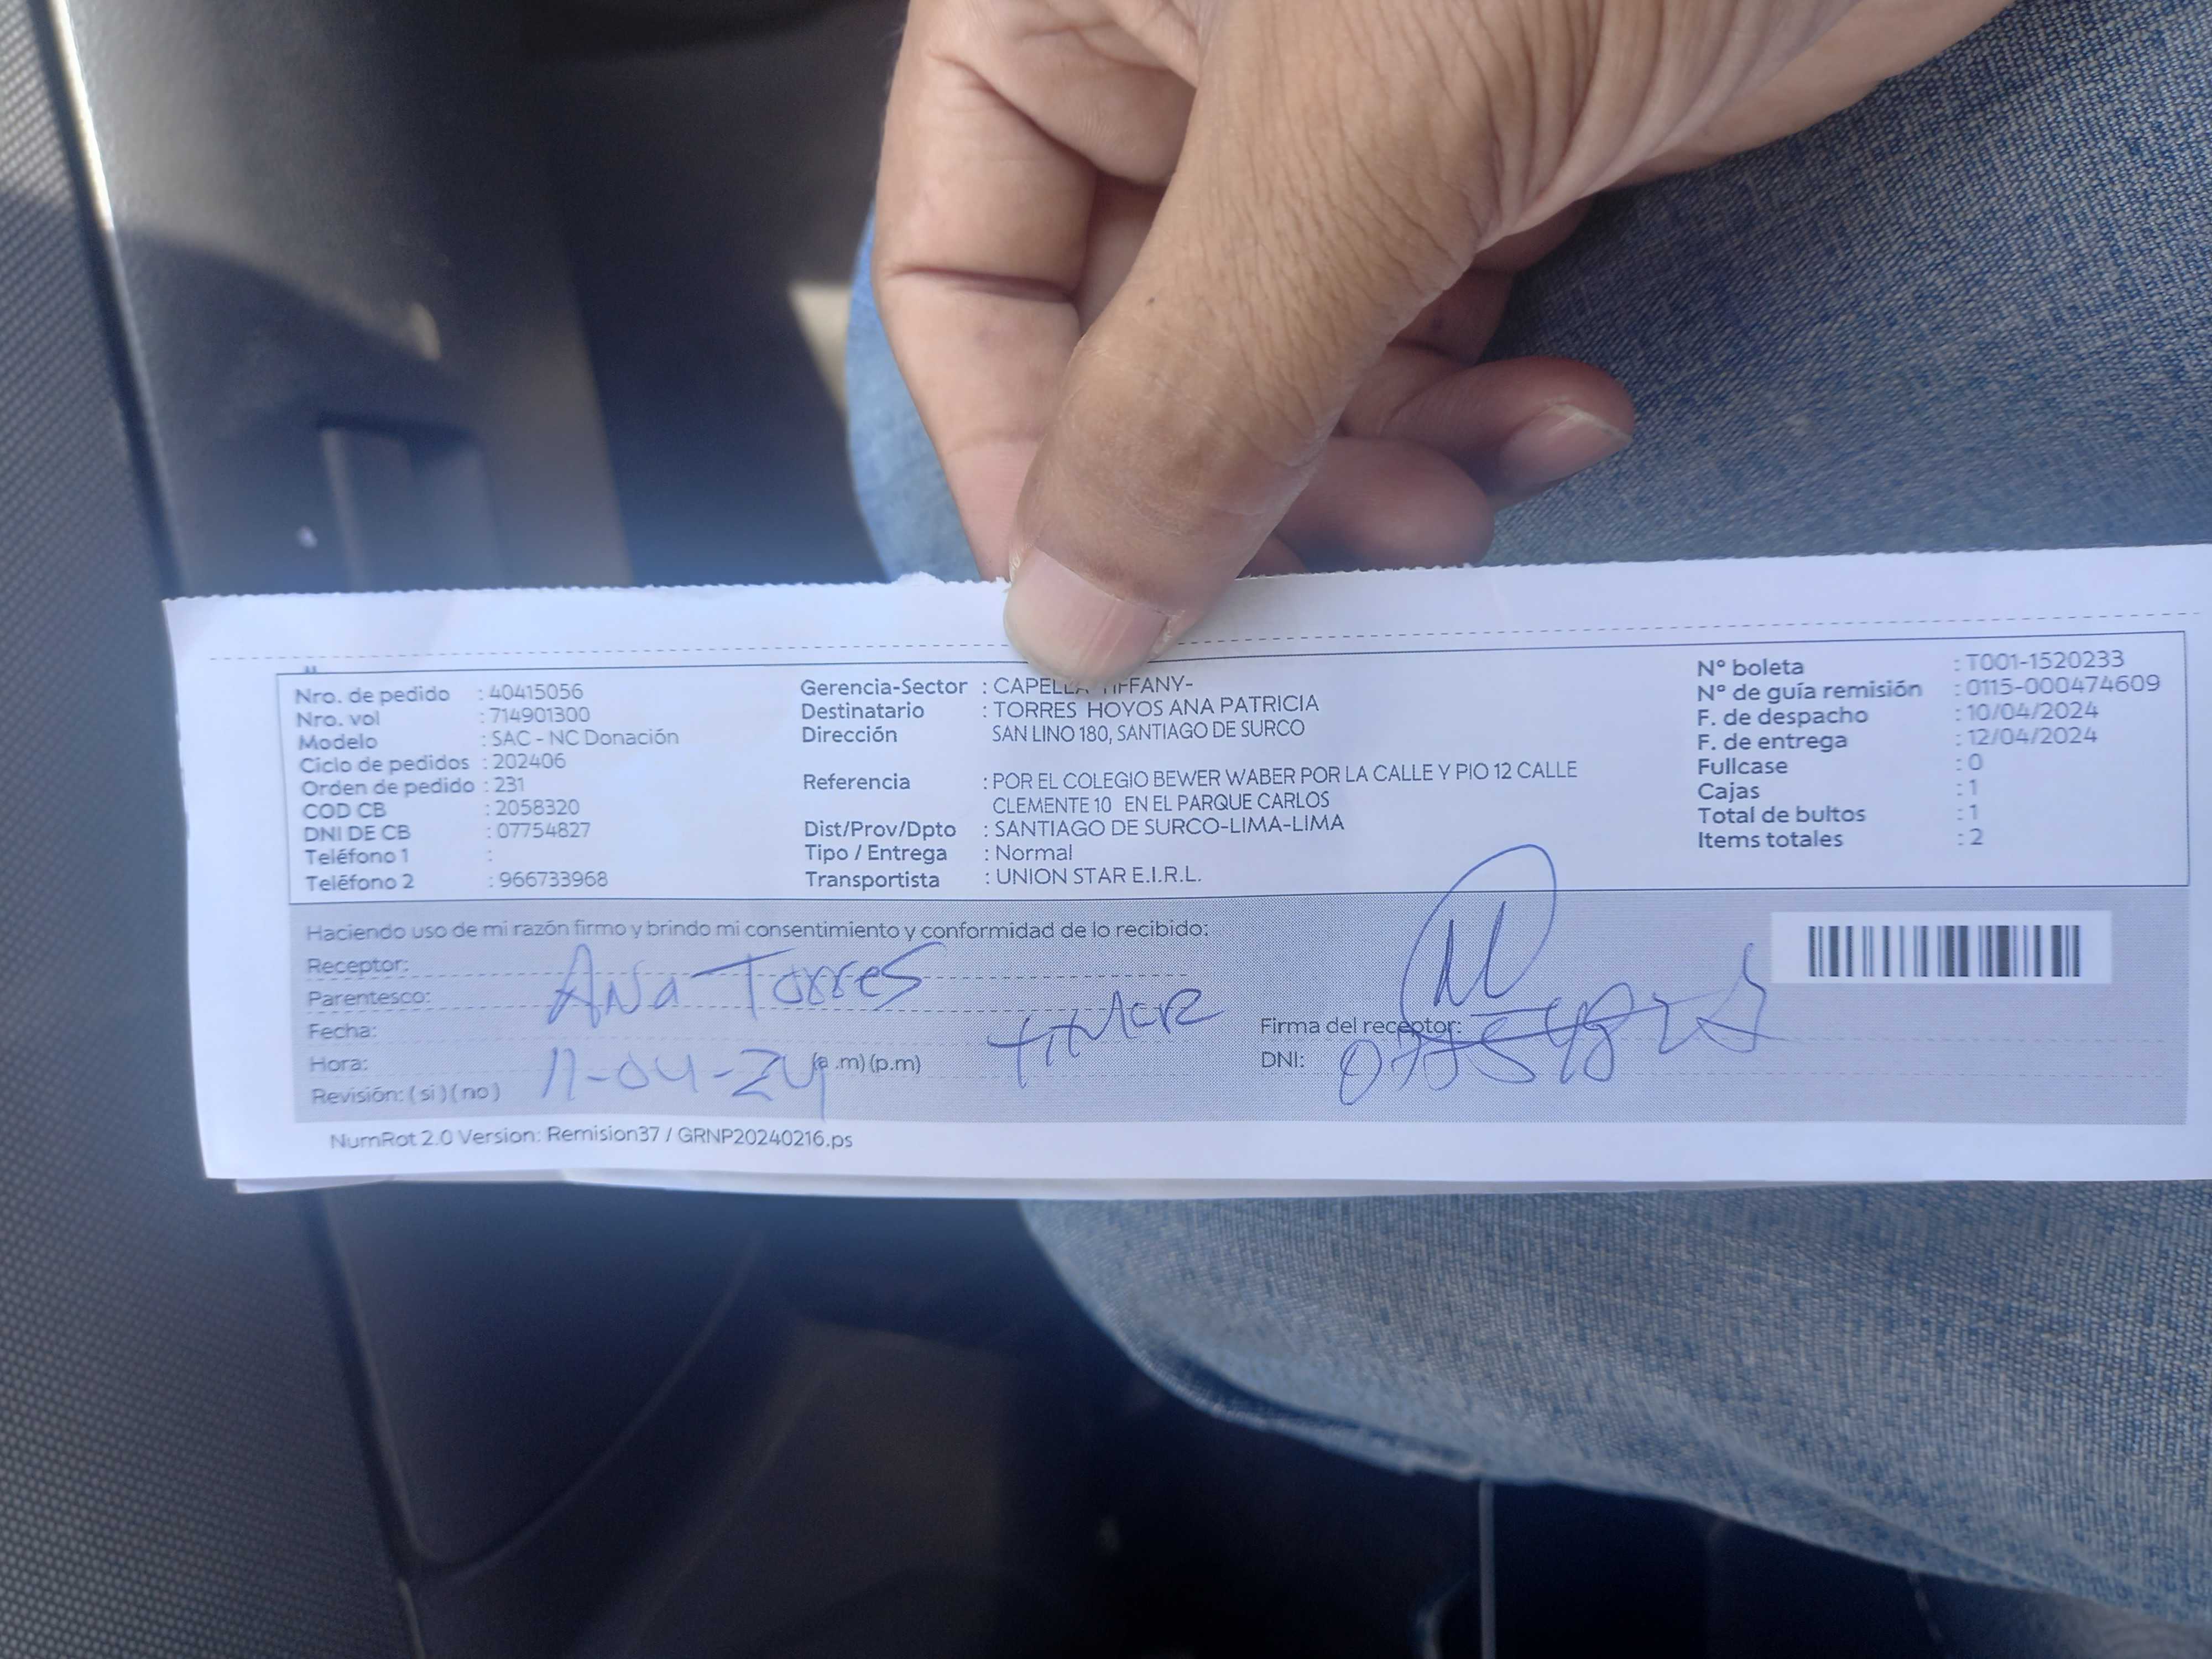 Nro. de pedido : 40415056
Nro. vol : 714901300
Modelo : SAC - NC Donación
Ciclo de pedidos : 202406
Orden de pedido : 231
COD CB : 2058320
DNI DE CB : 07754827
Teléfono 1 :
Teléfono 2 : 966733968
Gerencia-Sector : CAPELLA TIFFANY-
Destinatario : TORRES HOYOS ANA PATRICIA
Dirección SAN LINO 180, SANTIAGO DE SURCO
Referencia : POR EL COLEGIO BEWER WABER POR LA CALLE Y PIO 12 CALLE
CLEMENTE 10 EN EL PARQUE CARLOS
Dist/Prov/Dpto : SANTIAGO DE SURCO-LIMA-LIMA
Tipo / Entrega : Normal
Transportista : UNION STAR E.I.R.L.
N° boleta : T001-1520233
N° de guía remisión : 0115-000474609
F. de despacho : 10/04/2024
F. de entrega : 12/04/2024
Fullcase : 0
Cajas : 1
Total de bultos : 1
Items totales : 2
Haciendo uso de mi razón firmo y brindo mi consentimiento y conformidad de lo recibido:
Receptor: Ana Torres
Parentesco:
Fecha:
Hora: 11-04-24 (a .m) (p.m)
Revisión: ( si ) ( no )
Firma del receptor:
DNI:
NumRot 2.0 Version: Remision37 / GRNP20240216.ps